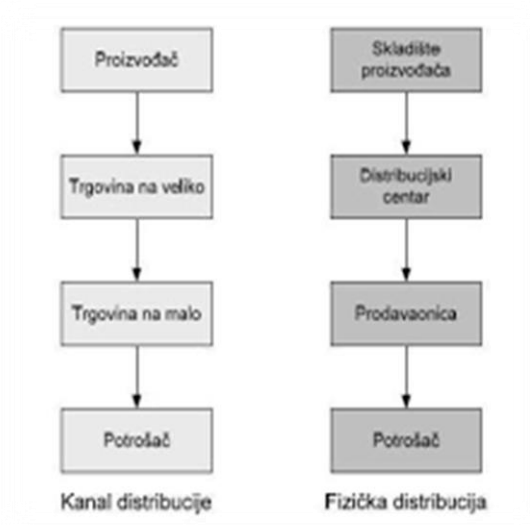 Proizvođač
Trgovina na veliko
Trgovina na malo
Potrošač
Kanal distribucije
Skladište
proizvođača
Distribucijski
centar
Prodavaonica
Potrošač
Fizička distribucija